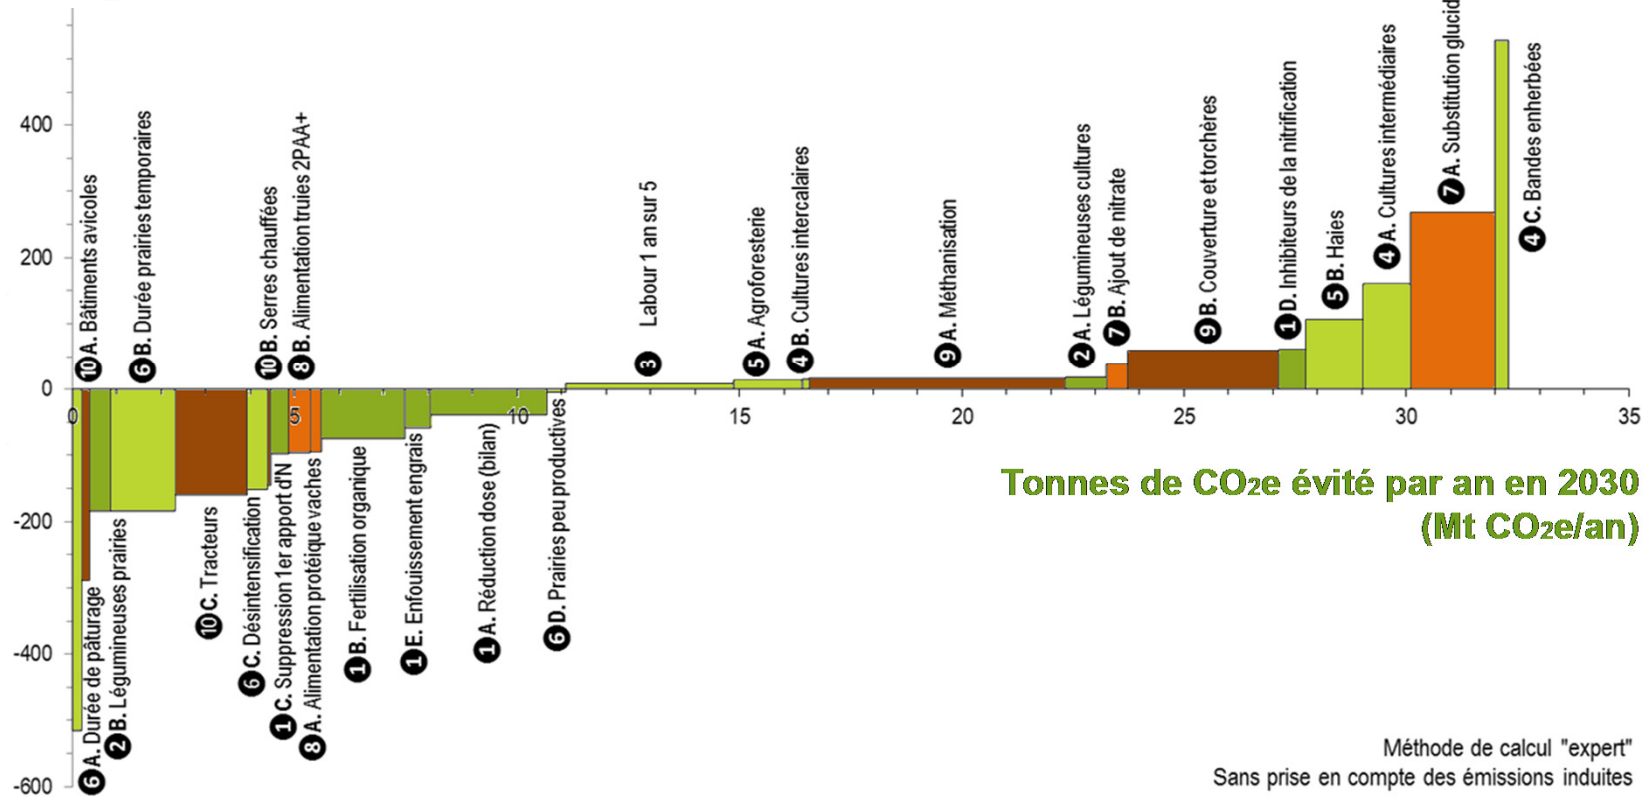 400
200
0
-200
-400
-600
0
5
10
15
20
25
30
35
10 A. Bâtiments avicoles
6 B. Durée prairies temporaires
10 B. Serres chauffées
8 B. Alimentation truies 2PAA+
3 Labour 1 an sur 5
5 A. Agroforesterie
4 B. Cultures intercalaires
9 A. Méthanisation
2 A. Légumineuses cultures
7 B. Ajout de nitrate
9 B. Couverture et torchères
1 D. Inhibiteurs de la nitrification
5 B. Haies
4 A. Cultures intermédiaires
7 A. Substitution glucid
4 C. Bandes enherbées
6 A. Durée de pâturage
2 B. Légumineuses prairies
10 C. Tracteurs
6 C. Désintensification
1 C. Suppression 1er apport d'N
8 A. Alimentation protéique vaches
1 B. Fertilisation organique
1 E. Enfouissement engrais
1 A. Réduction dose (bilan)
6 D. Prairies peu productives
Tonnes de CO2e évité par an en 2030
(Mt CO2e/an)
Méthode de calcul "expert"
Sans prise en compte des émissions induites